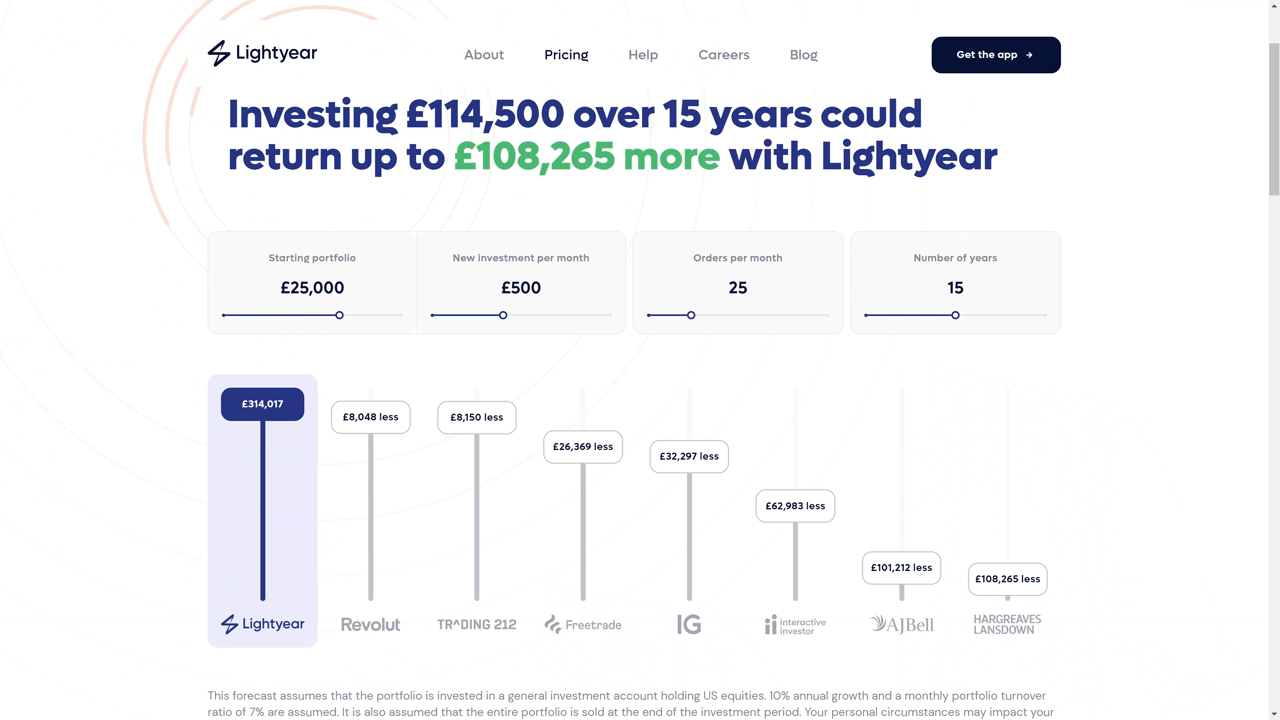 Lightyear
About Pricing Help Careers Blog
Get the app →
Investing £114,500 over 15 years could
return up to £108,265 more with Lightyear
Starting portfolio
£25,000
New investment per month
£500
Orders per month
25
Number of years
15
£314,017
£8,048 less
£8,150 less
£26,369 less
£32,297 less
£62,983 less
£101,212 less
£108,265 less
Lightyear
Revolut
TRADING 212
Freetrade
IG
interactive
investor
AJBell
HARGREAVES
LANSDOWN
This forecast assumes that the portfolio is invested in a general investment account holding US equities. 10% annual growth and a monthly portfolio turnover
ratio of 7% are assumed. It is also assumed that the entire portfolio is sold at the end of the investment period. Your personal circumstances may impact your